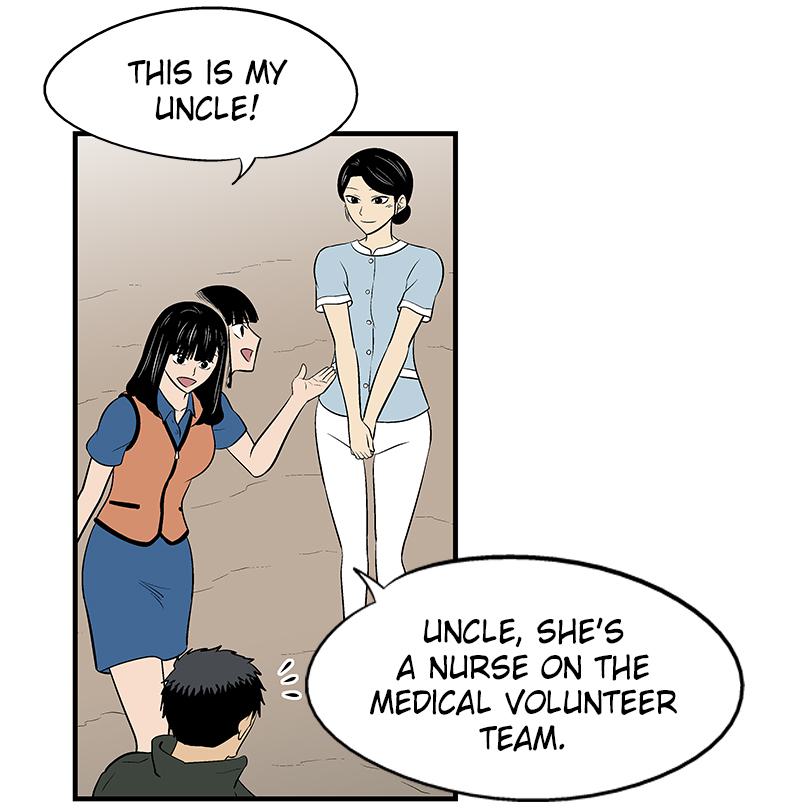 THIS IS MY
UNCLE!
UNCLE, SHE'S
A NURSE ON THE
MEDICAL VOLUNTEER
TEAM.